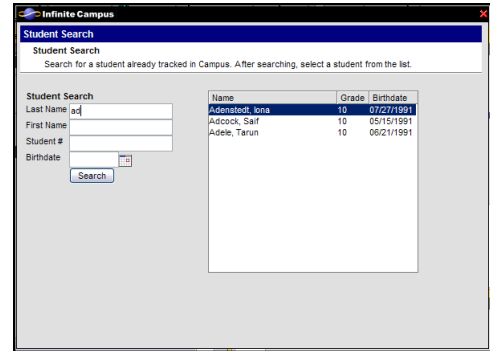 Infinite Campus
Student Search
Student Search
Search for a student already tracked in Campus. After searching, select a student from the list.
Student Search
Last Name ad
First Name
Student #
Birthdate
Search
Name Grade Birthdate
Adenstedt, Iona 10 07/27/1991
Adcock, Saif 10 05/15/1991
Adele, Tarun 10 06/21/1991